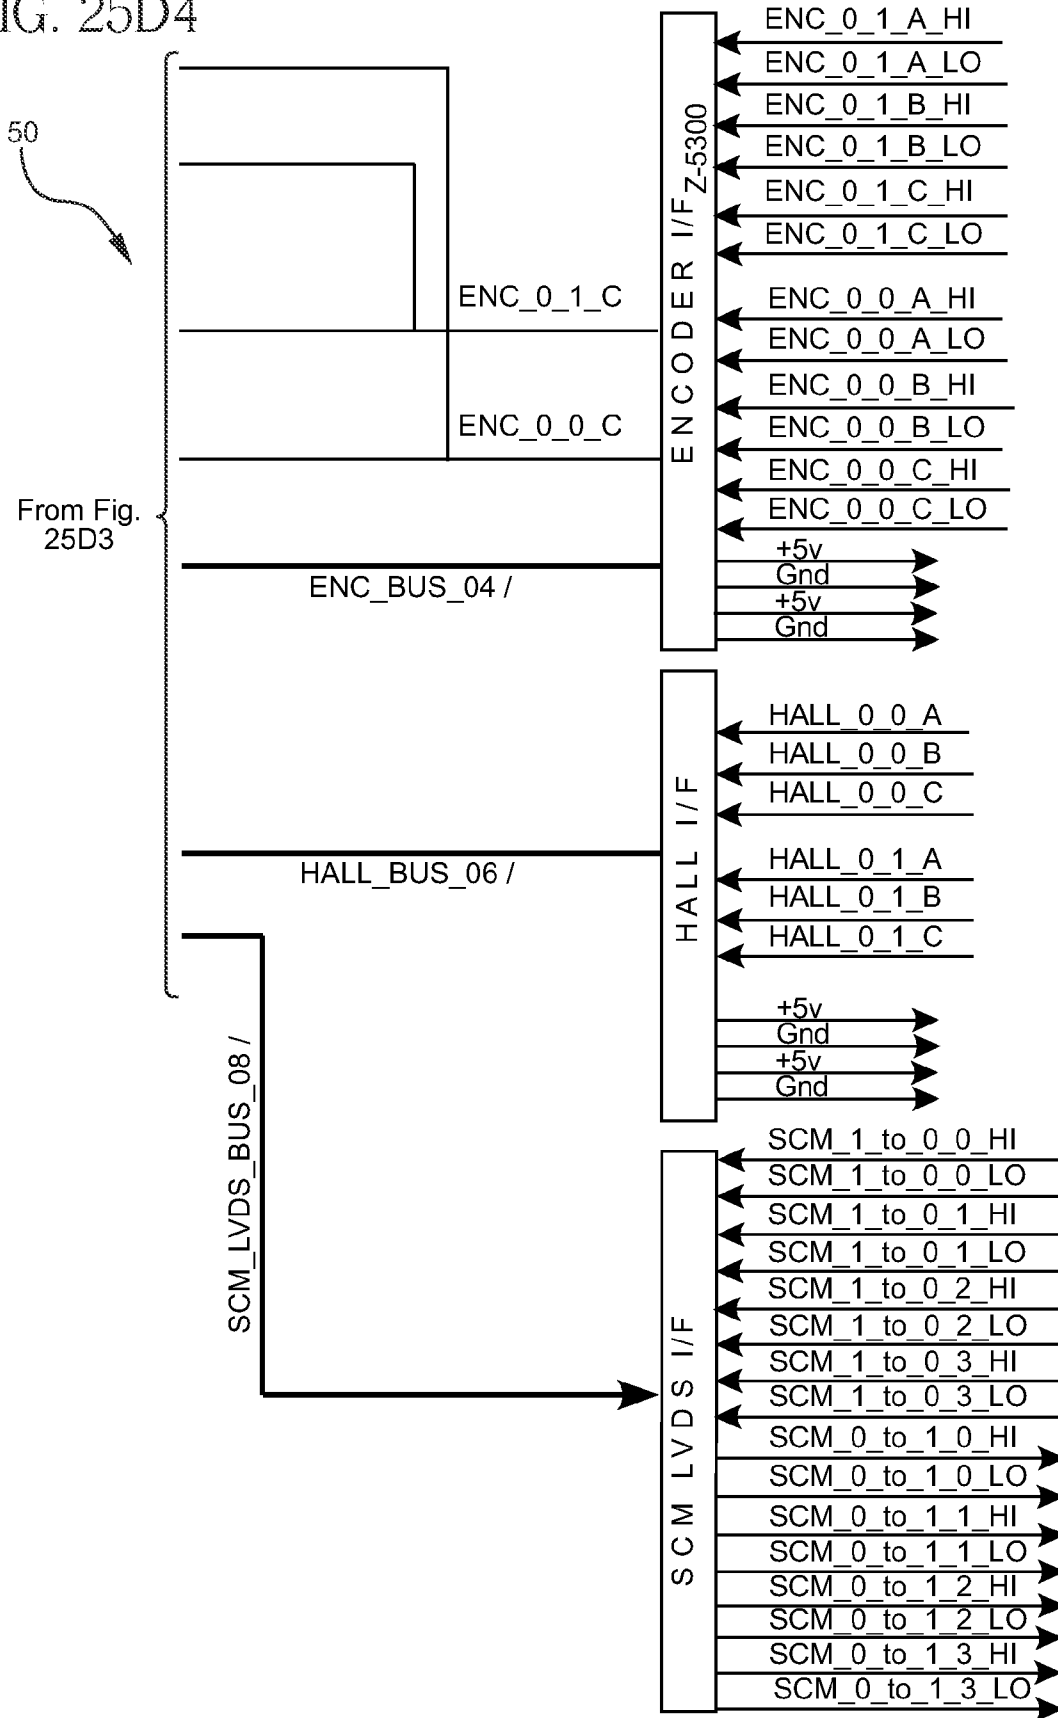 IG. 25D4
50
From Fig.
25D3
ENC_0_1_C
ENC_0_0_C
ENC_BUS_04 /
HALL_BUS_06 /
SCM_LVDS_BUS_08 /
ENCODER I/F Z-5300
ENC_0_1_A_HI
ENC_0_1_A_LO
ENC_0_1_B_HI
ENC_0_1_B_LO
ENC_0_1_C_HI
ENC_0_1_C_LO
ENC_0_0_A_HI
ENC_0_0_A_LO
ENC_0_0_B_HI
ENC_0_0_B_LO
ENC_0_0_C_HI
ENC_0_0_C_LO
+5v
Gnd
+5v
Gnd
HALL I/F
HALL_0_0_A
HALL_0_0_B
HALL_0_0_C
HALL_0_1_A
HALL_0_1_B
HALL_0_1_C
+5v
Gnd
+5v
Gnd
SCM LVDS I/F
SCM_1_to_0_0_HI
SCM_1_to_0_0_LO
SCM_1_to_0_1_HI
SCM_1_to_0_1_LO
SCM_1_to_0_2_HI
SCM_1_to_0_2_LO
SCM_1_to_0_3_HI
SCM_1_to_0_3_LO
SCM_0_to_1_0_HI
SCM_0_to_1_0_LO
SCM_0_to_1_1_HI
SCM_0_to_1_1_LO
SCM_0_to_1_2_HI
SCM_0_to_1_2_LO
SCM_0_to_1_3_HI
SCM_0_to_1_3_LO